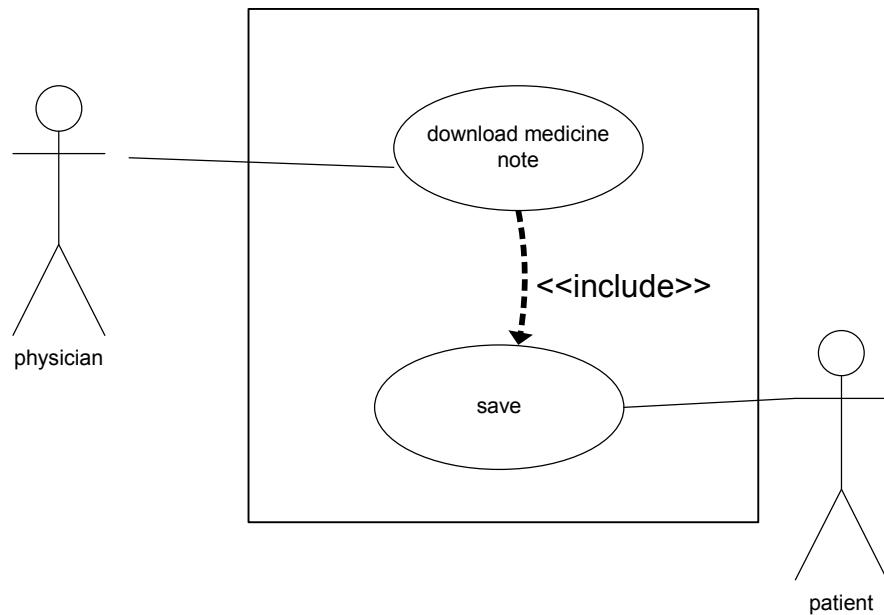 download medicine
note
<<include>>
physician
save
patient